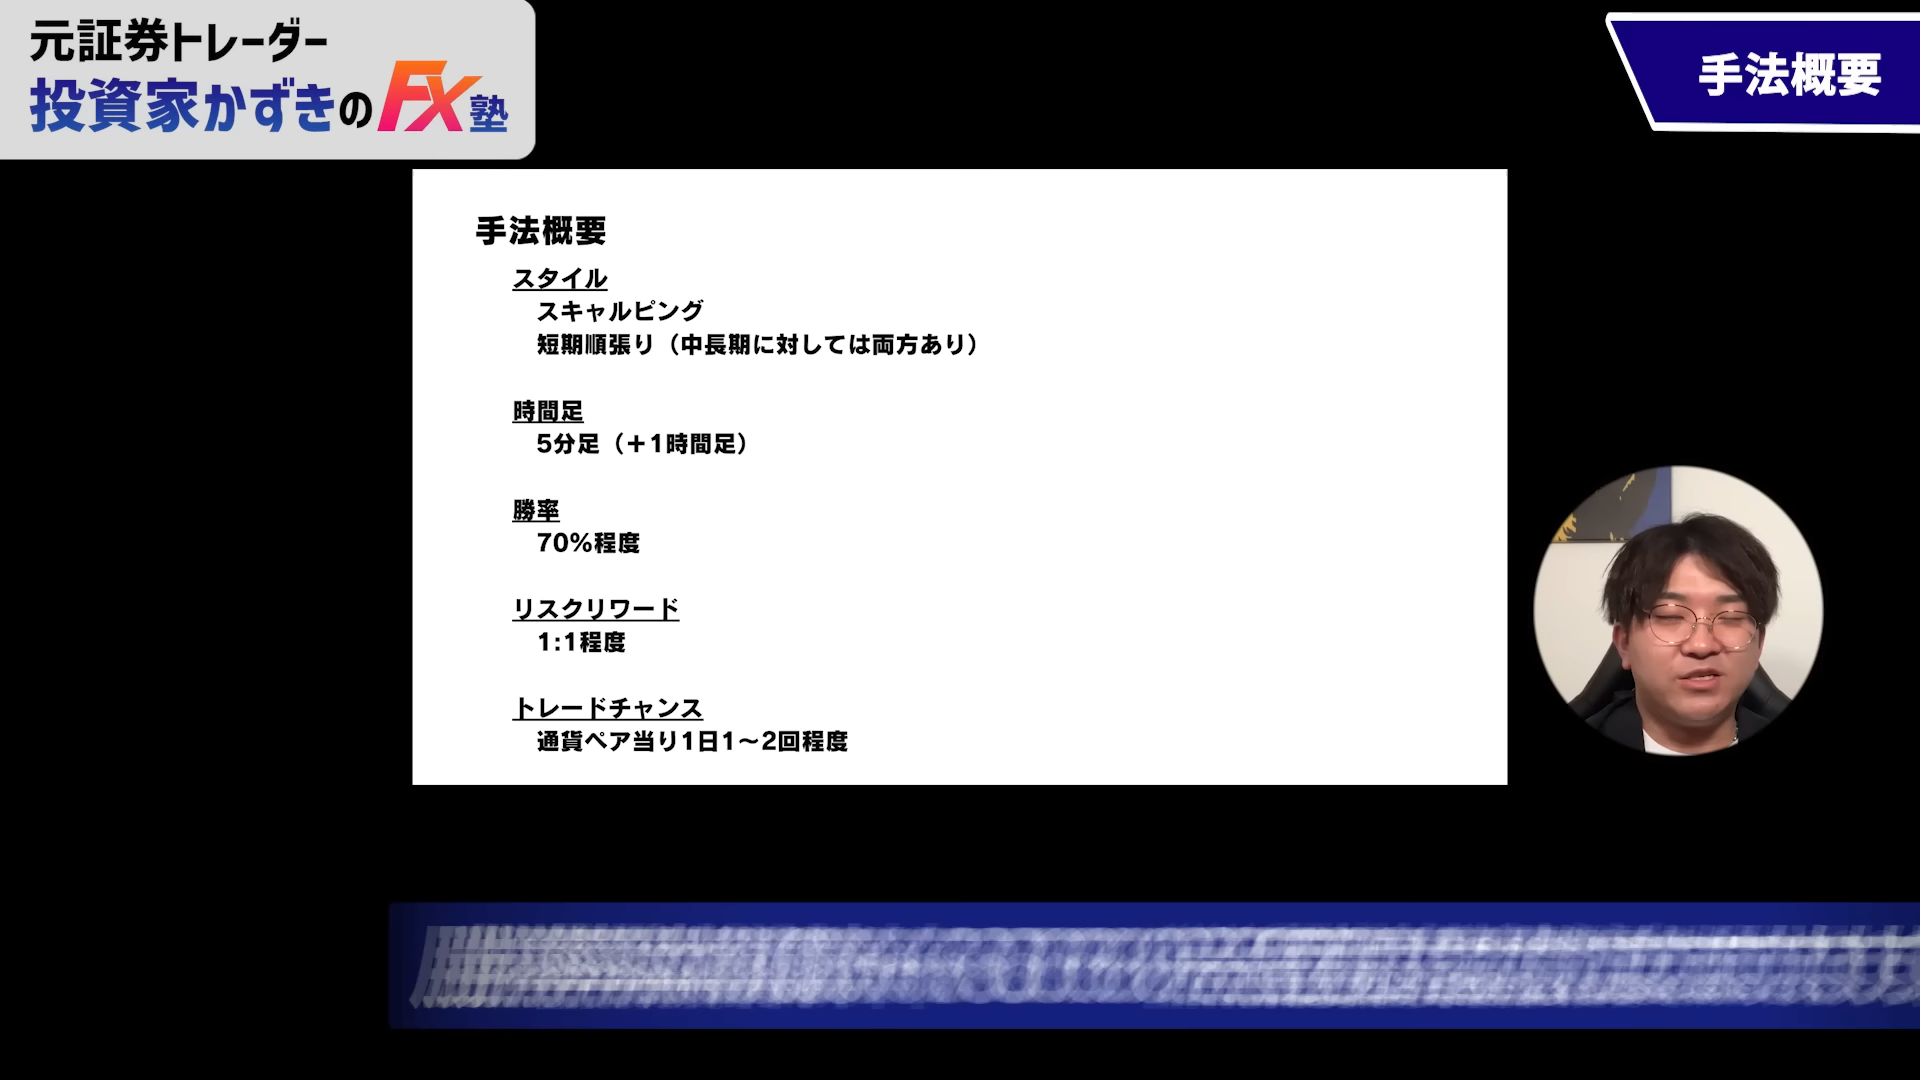 元証券トレーダー
投資家かずきのFX塾
手法概要
手法概要
スタイル
スキャルピング
短期順張り（中長期に対しては両方あり）
時間足
5分足（＋1時間足）
勝率
70%程度
リスクリワード
1:1程度
トレードチャンス
通貨ペア当り1日1〜2回程度